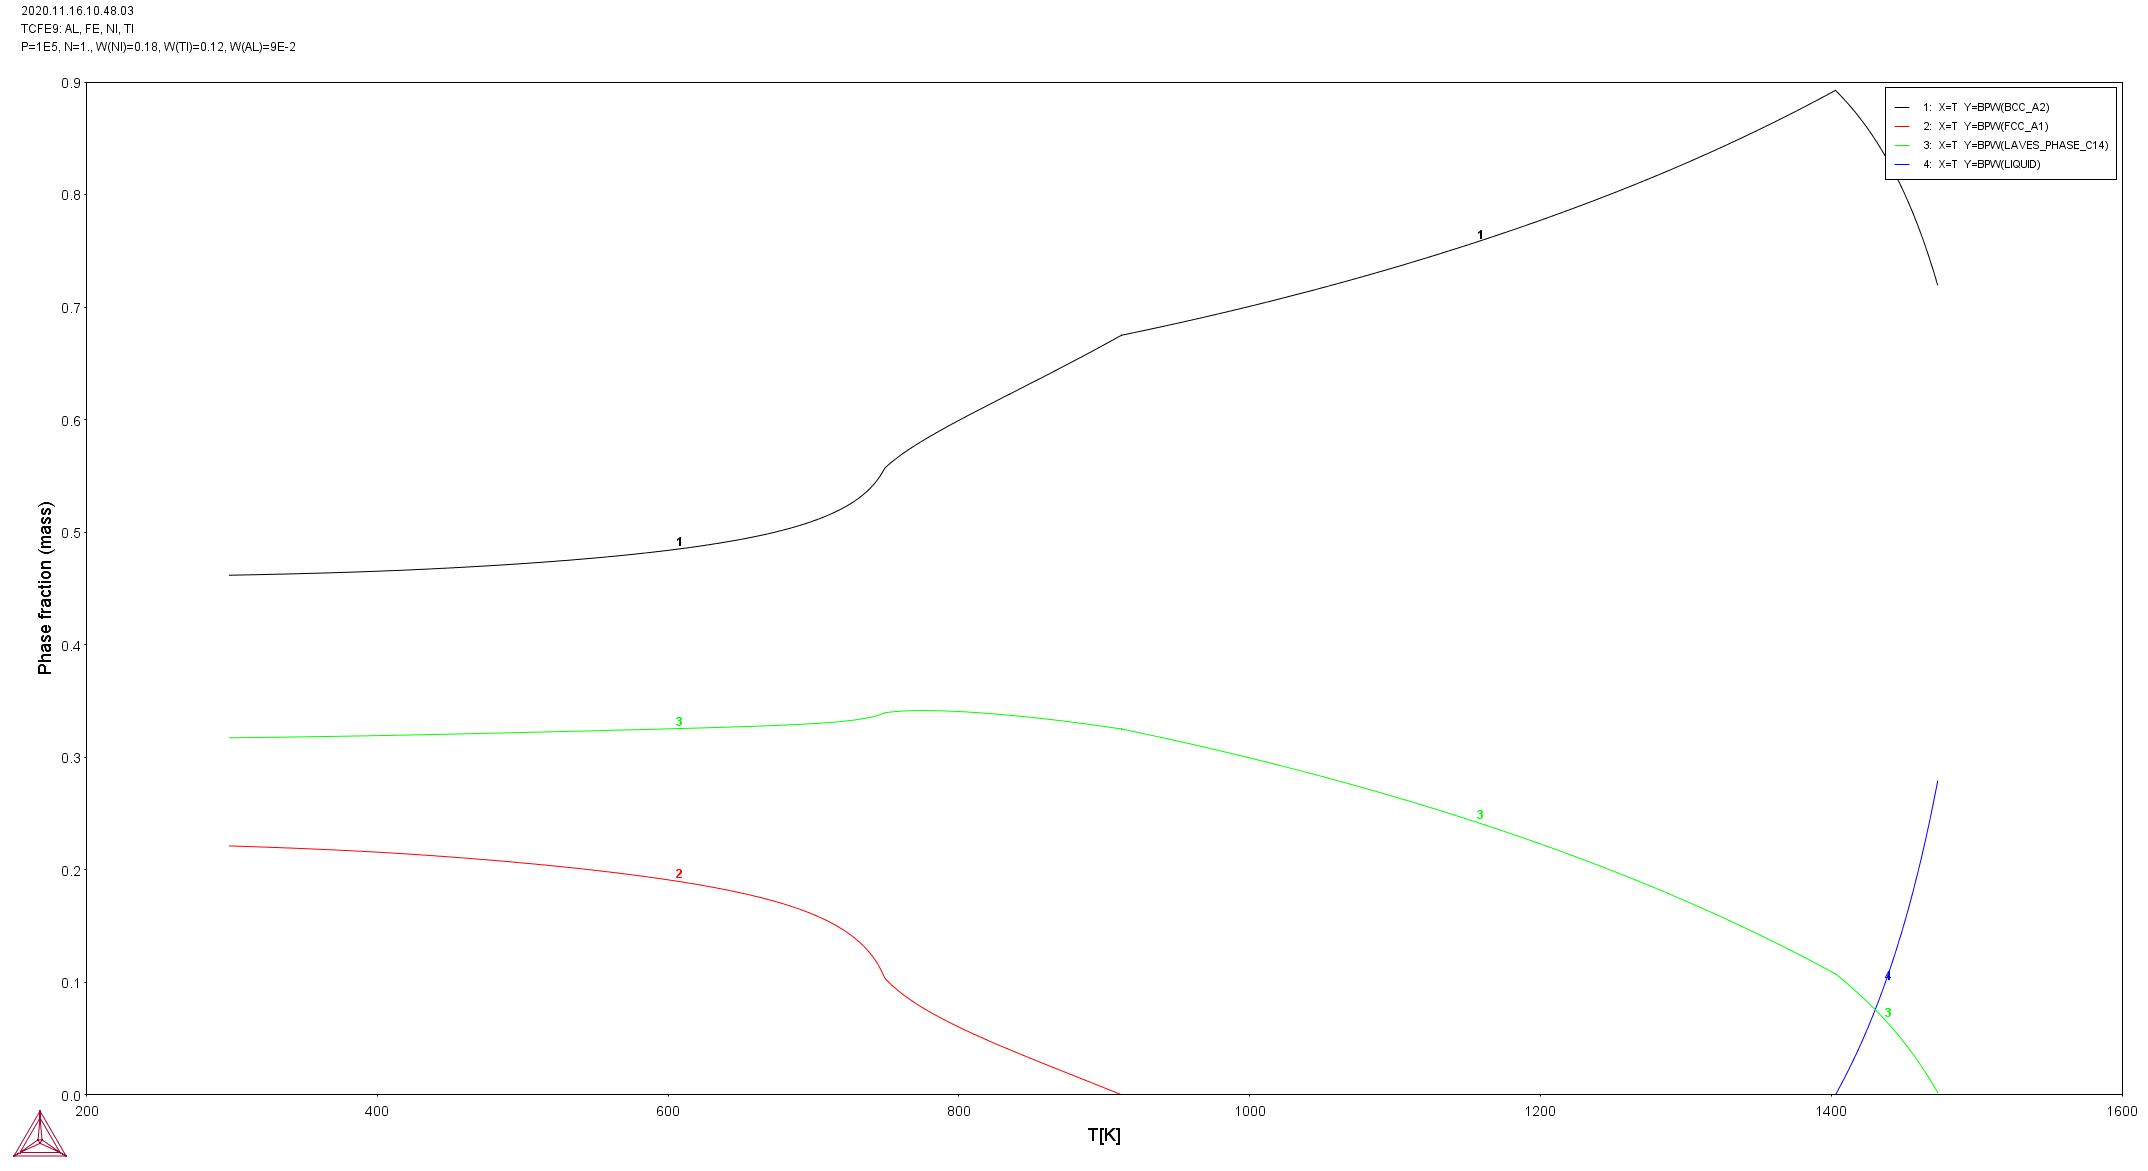 2020.11.16.10.48.03
TCFE9: AL, FE, NI, TI
P=1E5, N=1., W(NI)=0.18, W(TI)=0.12, W(AL)=9E-2
0.9
0.8
0.7
0.6
0.5
0.4
0.3
0.2
0.1
0.0
Phase fraction (mass)
1: X=T Y=BPW(BCC_A2)
2: X=T Y=BPW(FCC_A1)
3: X=T Y=BPW(LAVES_PHASE_C14)
4: X=T Y=BPW(LIQUID)
1
1
3
3
2
4
3
200 400 600 800 1000 1200 1400 1600
T[K]